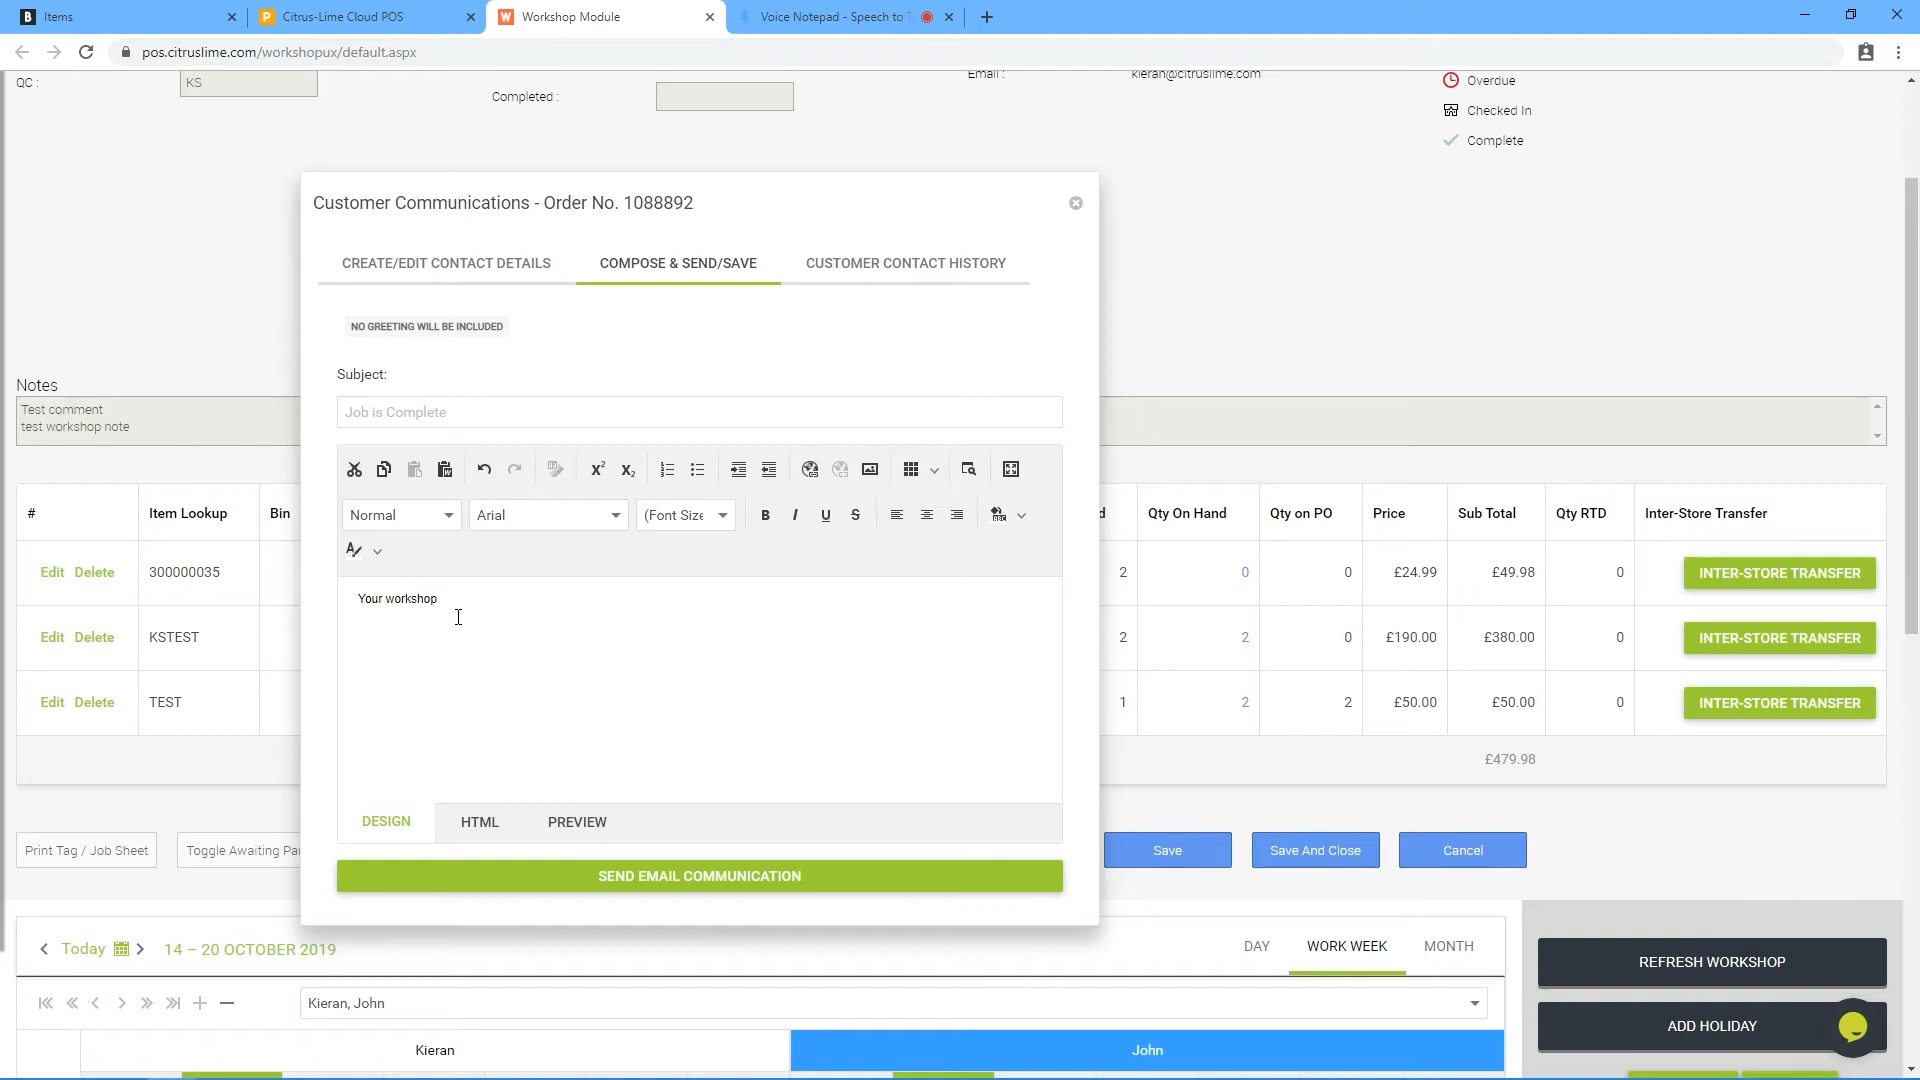 Items
Citrus-Lime Cloud POS
Workshop Module
Voice Notepad - Speech to T
pos.citruslime.com/workshopux/default.aspx
QC :
KS
Completed :
Email :
kieran@citruslime.com
Overdue
Checked In
Complete
Customer Communications - Order No. 1088892
CREATE/EDIT CONTACT DETAILS
COMPOSE & SEND/SAVE
CUSTOMER CONTACT HISTORY
NO GREETING WILL BE INCLUDED
Subject:
Job is Complete
Notes
Test comment
test workshop note
Normal
Arial
(Font Size
Your workshop
DESIGN
HTML
PREVIEW
SEND EMAIL COMMUNICATION
# Item Lookup Bin d Qty On Hand Qty on PO Price Sub Total Qty RTD Inter-Store Transfer
Edit Delete 300000035 2 0 0 £24.99 £49.98 0 INTER-STORE TRANSFER
Edit Delete KSTEST 2 2 0 £190.00 £380.00 0 INTER-STORE TRANSFER
Edit Delete TEST 1 2 2 £50.00 £50.00 0 INTER-STORE TRANSFER
£479.98
Print Tag / Job Sheet
Toggle Awaiting Par
Save
Save And Close
Cancel
Today
14 – 20 OCTOBER 2019
DAY
WORK WEEK
MONTH
Kieran, John
Kieran
John
REFRESH WORKSHOP
ADD HOLIDAY